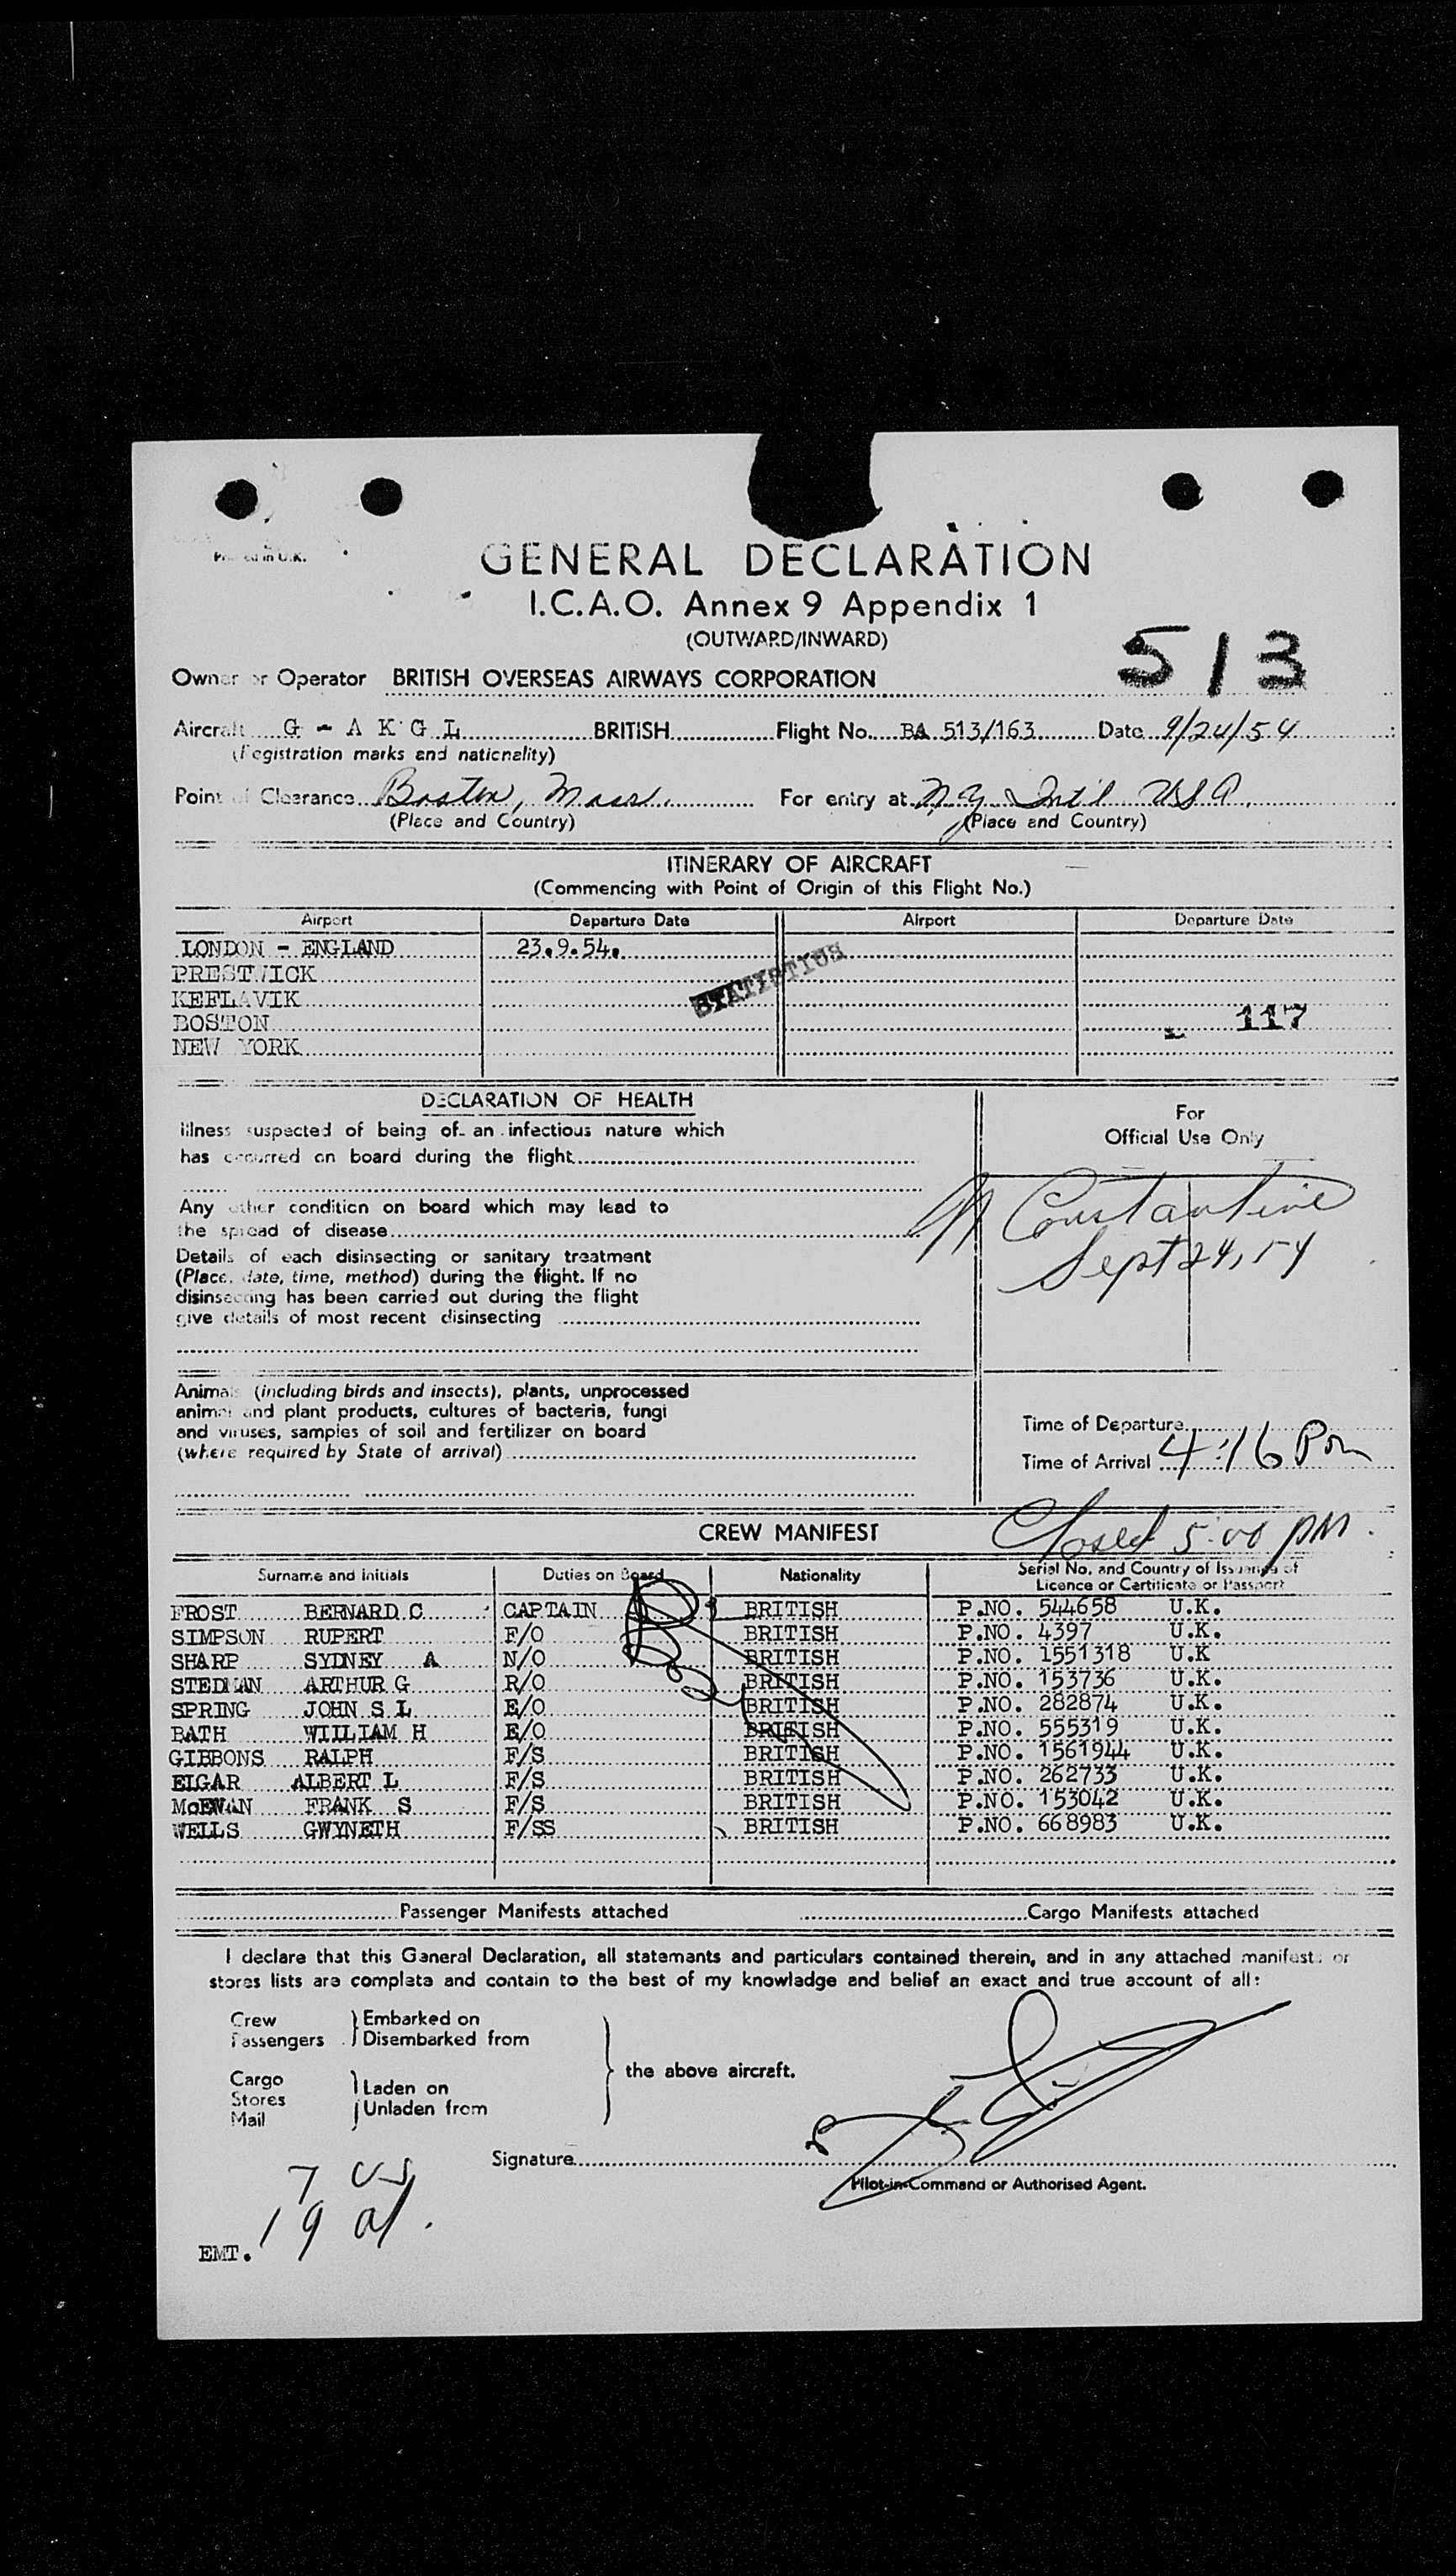 Printed in U.K.
GENERAL DECLARATION
I.C.A.O. Annex 9 Appendix 1
(OUTWARD/INWARD)
513
Owner or Operator BRITISH OVERSEAS AIRWAYS CORPORATION
Aircraft G - A K G L BRITISH Flight No. BA 513/163 Date 9/24/54
(Registration marks and nationality)
Point of Clearance Boston, Mass. For entry at N.Y. Int'l USA.
(Place and Country) (Place and Country)
ITINERARY OF AIRCRAFT
(Commencing with Point of Origin of this Flight No.)
Airport Departure Date Airport Departure Date
LONDON - ENGLAND 23.9.54.
STATISTICS
PRESTWICK
KEFLAVIK
BOSTON 117
NEW YORK
DECLARATION OF HEALTH
Illness suspected of being of an infectious nature which
has occurred on board during the flight
Any other condition on board which may lead to
the spread of disease
Details of each disinsecting or sanitary treatment
(Place, date, time, method) during the flight. If no
disinsecting has been carried out during the flight
give details of most recent disinsecting
For
Official Use Only
Constantine
Sept 24, 54
Animals (including birds and insects), plants, unprocessed
animal and plant products, cultures of bacteria, fungi
and viruses, samples of soil and fertilizer on board
(where required by State of arrival)
Time of Departure
Time of Arrival 4:16 Pm
Closed 5:00 PM.
CREW MANIFEST
Surname and initials Duties on Board Nationality Serial No. and Country of Issuance of
Licence or Certificate or Passport
FROST BERNARD C CAPTAIN BRITISH P.NO. 544658 U.K.
SIMPSON RUPERT F/O BRITISH P.NO. 4397 U.K.
SHARP SYDNEY A N/O BRITISH P.NO. 1551318 U.K
STEDMAN ARTHUR G R/O BRITISH P.NO. 153736 U.K.
SPRING JOHN S L E/O BRITISH P.NO. 282874 U.K.
BATH WILLIAM H E/O BRITISH P.NO. 555319 U.K.
GIBBONS RALPH F/S BRITISH P.NO. 1561944 U.K.
ELGAR ALBERT L F/S BRITISH P.NO. 262733 U.K.
McEWAN FRANK S F/S BRITISH P.NO. 153042 U.K.
WELLS GWYNETH F/SS BRITISH P.NO. 668983 U.K.
Passenger Manifests attached Cargo Manifests attached
I declare that this General Declaration, all statements and particulars contained therein, and in any attached manifests or
stores lists are complete and contain to the best of my knowledge and belief an exact and true account of all:
Crew Embarked on
Passengers Disembarked from
the above aircraft.
Cargo Laden on
Stores
Mail Unladen from
Signature
Pilot-in-Command or Authorised Agent.
7 US
19 al.
EMT.